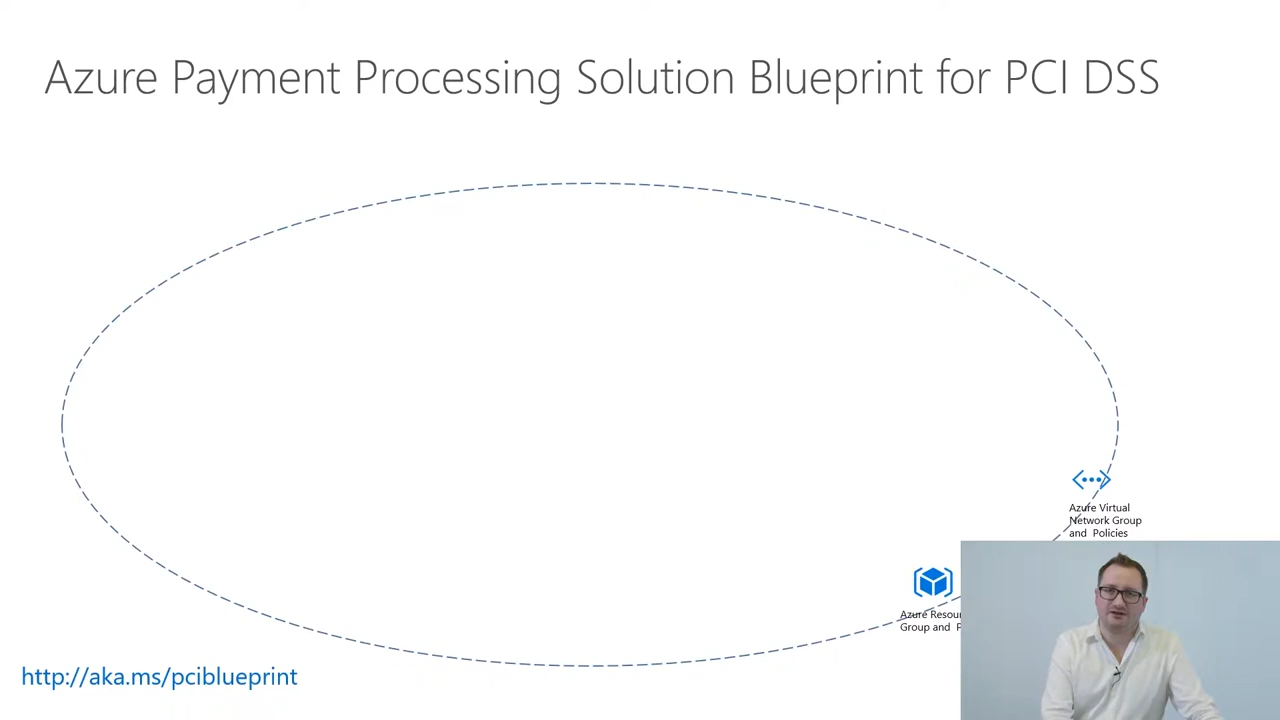 Azure Payment Processing Solution Blueprint for PCI DSS
Azure Virtual
Network Group
and Policies
Azure
Group and
http://aka.ms/pciblueprint